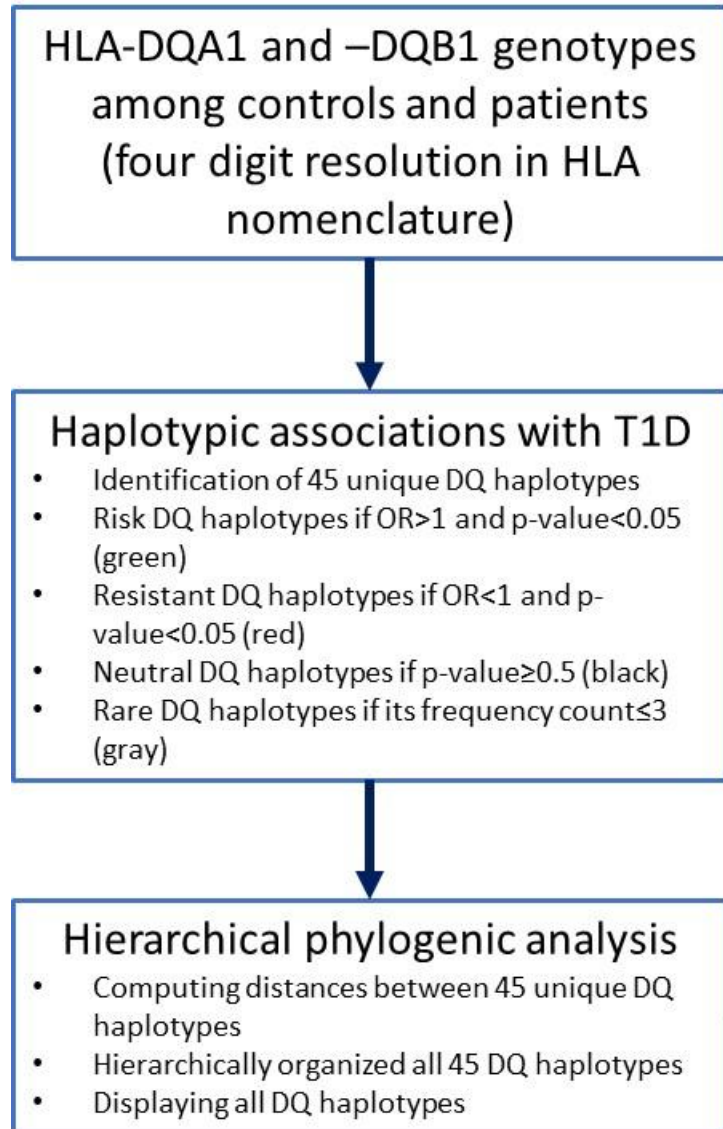 HLA-DQA1 and –DQB1 genotypes
among controls and patients
(four digit resolution in HLA
nomenclature)
Haplotypic associations with T1D
• Identification of 45 unique DQ haplotypes
• Risk DQ haplotypes if OR>1 and p-value<0.05
(green)
• Resistant DQ haplotypes if OR<1 and p-
value<0.05 (red)
• Neutral DQ haplotypes if p-value≥0.5 (black)
• Rare DQ haplotypes if its frequency count≤3
(gray)
Hierarchical phylogenic analysis
• Computing distances between 45 unique DQ
haplotypes
• Hierarchically organized all 45 DQ haplotypes
• Displaying all DQ haplotypes